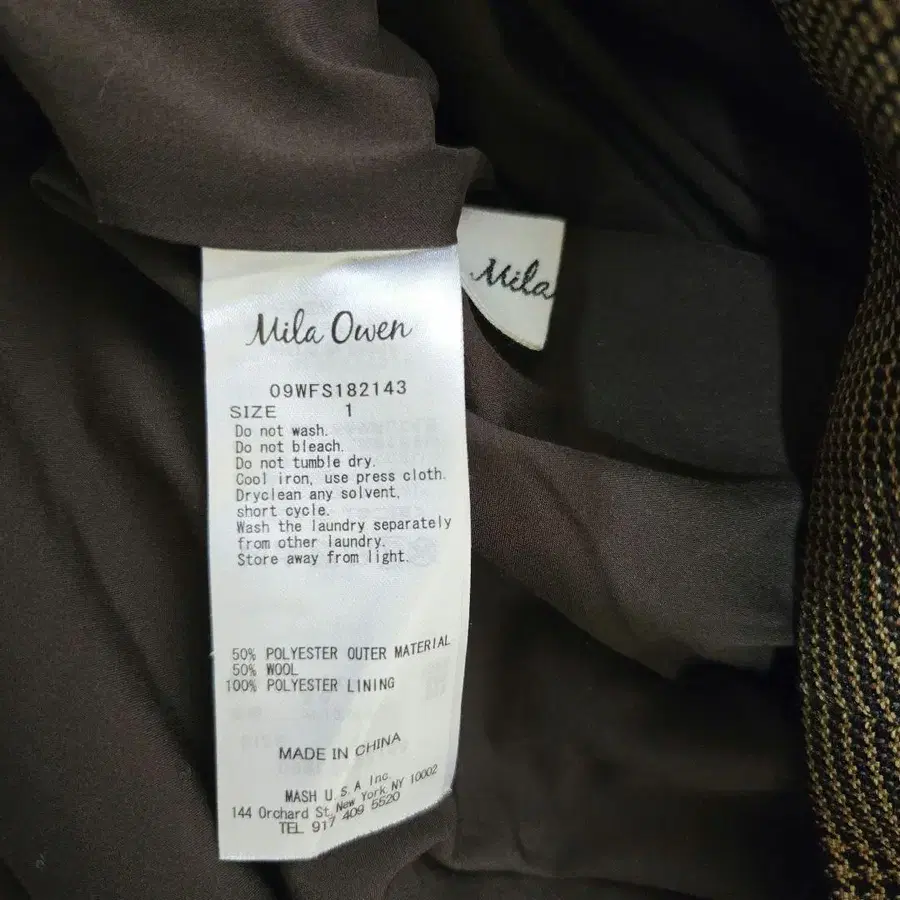 Mila Owen
Mila
09WFS182143
SIZE 1
Do not wash.
Do not bleach.
Do not tumble dry.
Cool iron, use press cloth.
Dryclean any solvent,
short cycle.
Wash the laundry separately
from other laundry.
Store away from light.
50% POLYESTER OUTER MATERIAL
50% WOOL
100% POLYESTER LINING
MADE IN CHINA
MASH U.S.A Inc.
144 Orchard St, New York NY 10002
TEL 917 409 5520